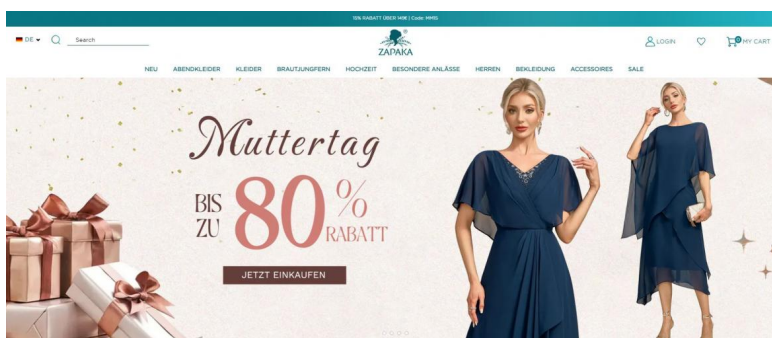 10% RABATT ÜBER 149€ | Code: MM10
DE
Search
ZAPAKA
LOGIN
0
MY CART
NEU ABENDKLEIDER KLEIDER BRAUTJUNGFERN HOCHZEIT BESONDERE ANLÄSSE HERREN BEKLEIDUNG ACCESSOIRES SALE
Muttertag
BIS ZU 80% RABATT
JETZT EINKAUFEN